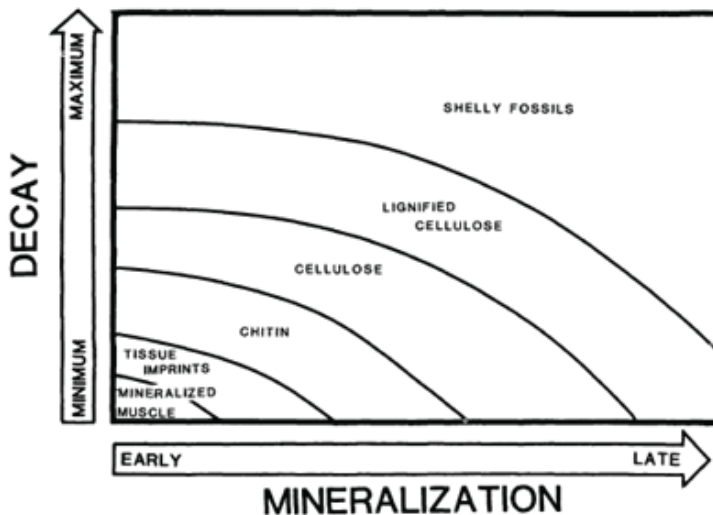 MAXIMUM
DECAY
MINIMUM
SHELLY FOSSILS
LIGNIFIED
CELLULOSE
CELLULOSE
CHITIN
TISSUE
IMPRINTS
MINERALIZED
MUSCLE
EARLY
LATE
MINERALIZATION